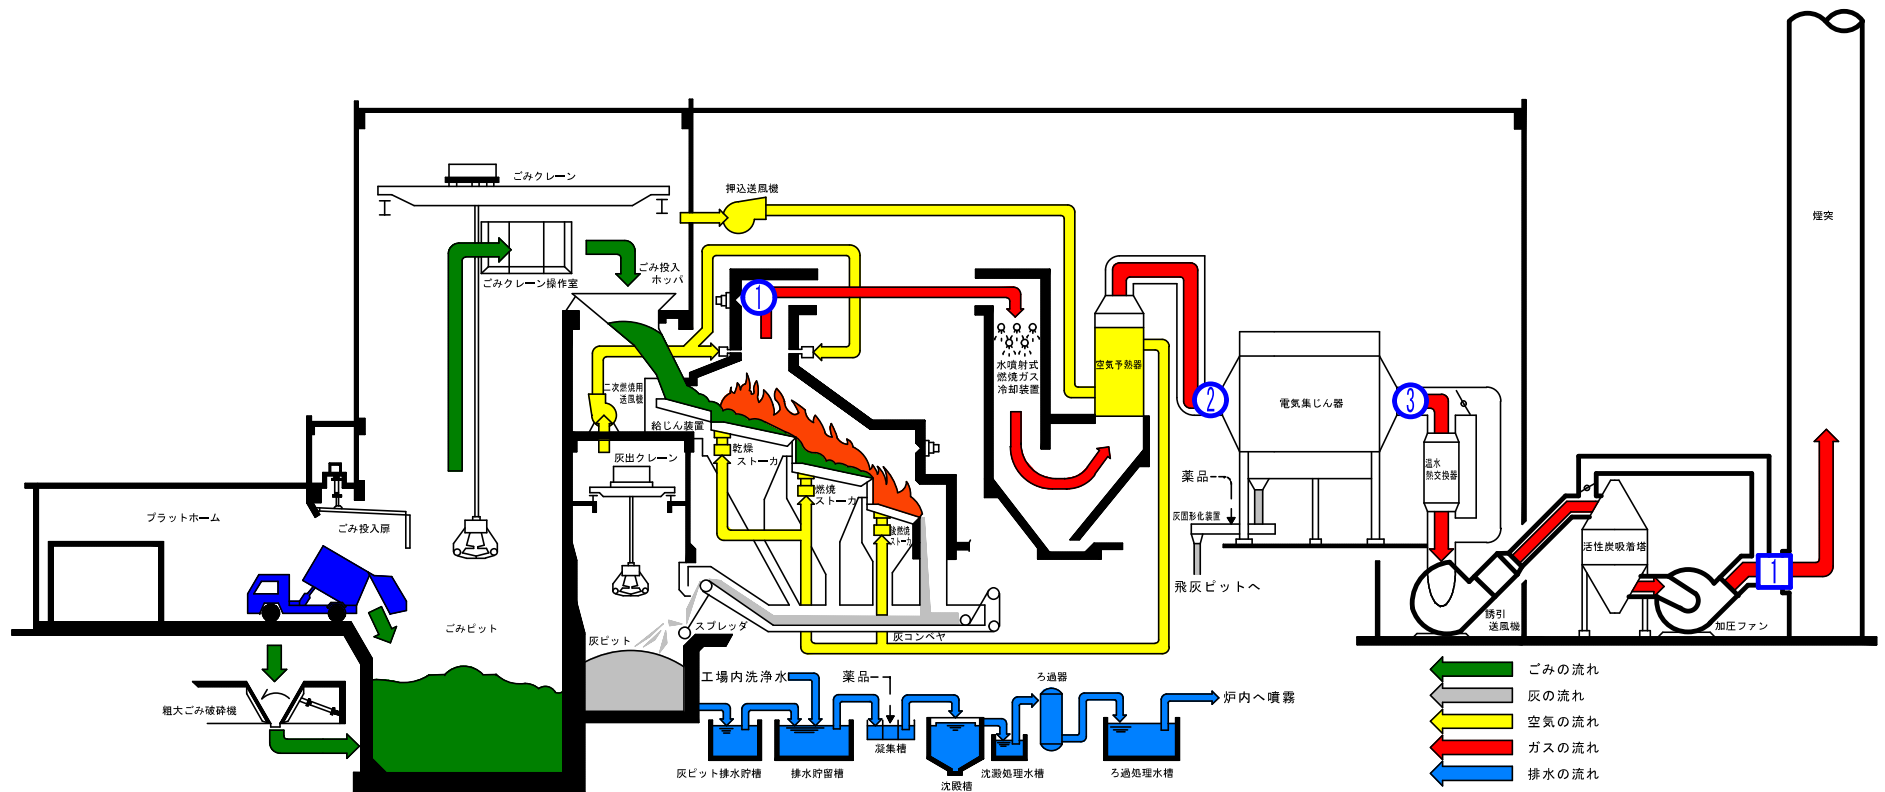 ごみクレーン
押込送風機
煙突
ごみ投入
ホッパ
ごみクレーン操作室
1
水噴射式
燃焼ガス
冷却装置
空気予熱器
2
電気集じん器
3
二次燃焼用
送風機
給じん装置
乾燥
ストーカ
灰出クレーン
燃焼
ストーカ
後燃焼
ストーカ
温水
熱交換器
薬品
灰固形化装置
飛灰ピットへ
活性炭吸着塔
1
プラットホーム
ごみ投入扉
ごみピット
灰ピット
スプレッダ
灰コンベヤ
誘引
送風機
加圧ファン
粗大ごみ破砕機
工場内洗浄水
薬品
ろ過器
炉内へ噴霧
灰ピット排水貯槽
排水貯留槽
凝集槽
沈殿槽
沈澱処理水槽
ろ過処理水槽
ごみの流れ
灰の流れ
空気の流れ
ガスの流れ
排水の流れ